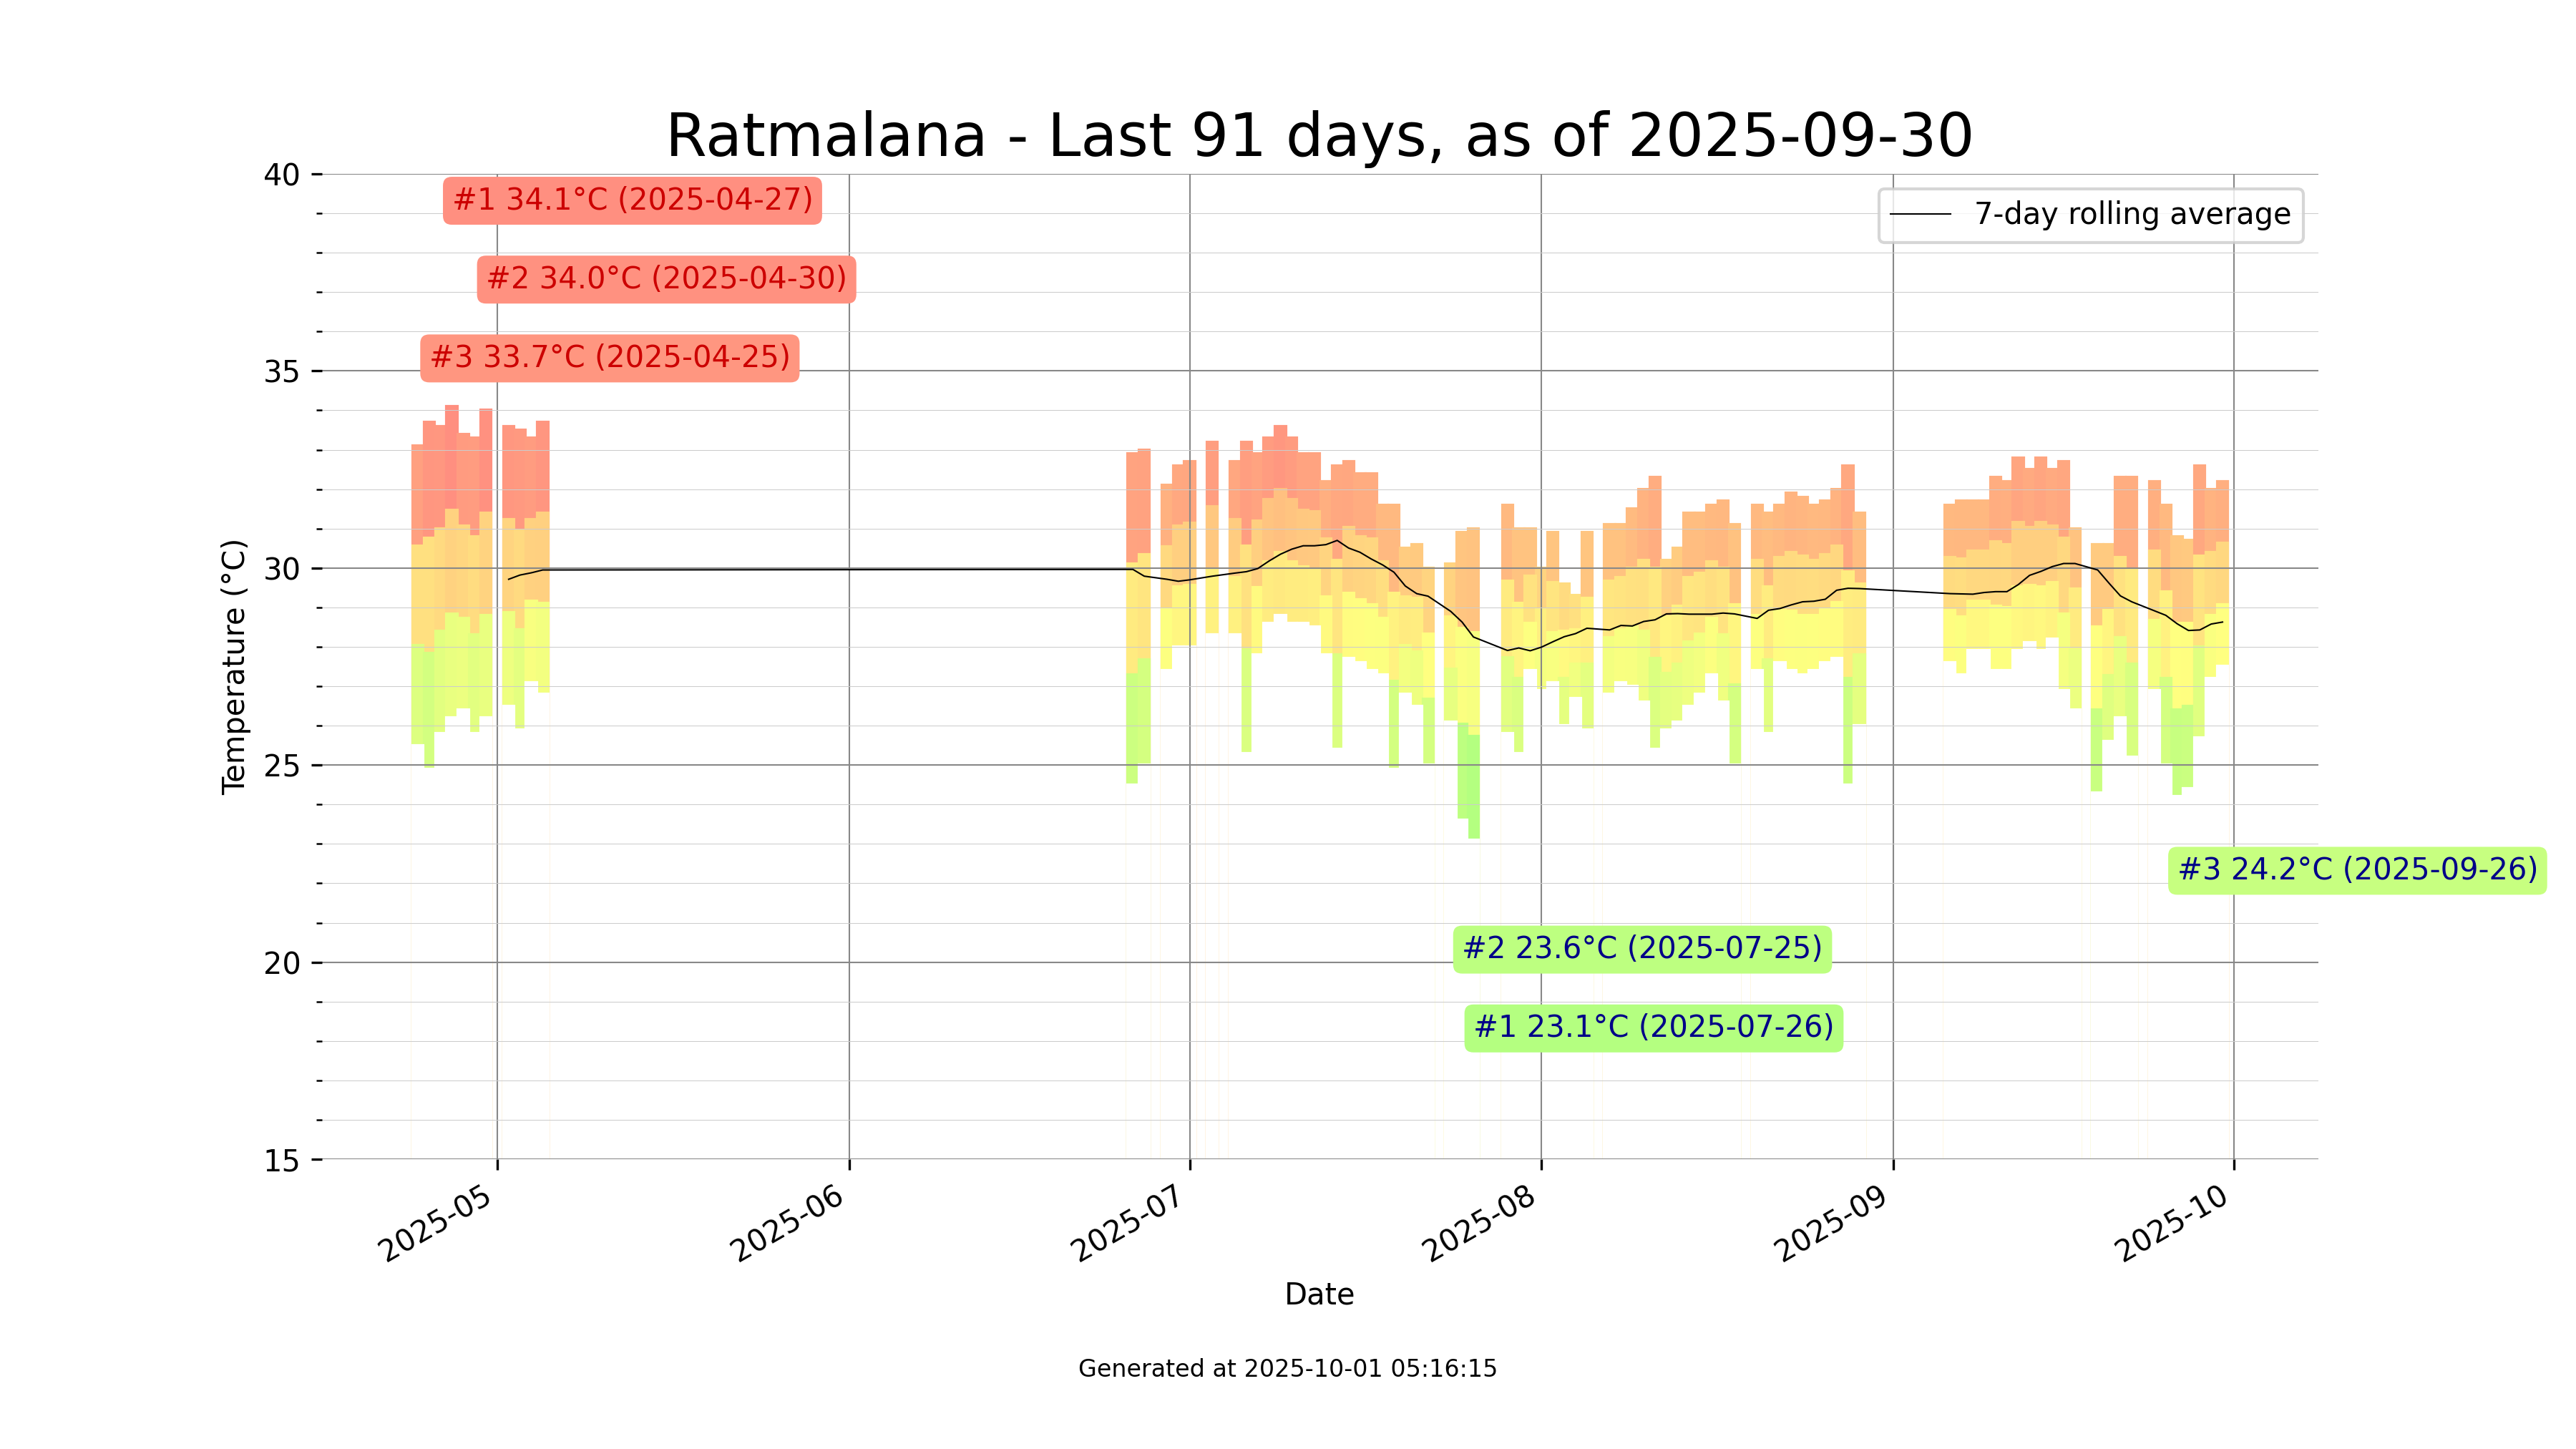 Ratmalana - Last 91 days, as of 2025-09-30
40
35
30
25
20
15
Temperature (°C)
#1 34.1°C (2025-04-27)
#2 34.0°C (2025-04-30)
#3 33.7°C (2025-04-25)
7-day rolling average
#3 24.2°C (2025-09-26)
#2 23.6°C (2025-07-25)
#1 23.1°C (2025-07-26)
2025-05
2025-06
2025-07
2025-08
2025-09
2025-10
Date
Generated at 2025-10-01 05:16:15